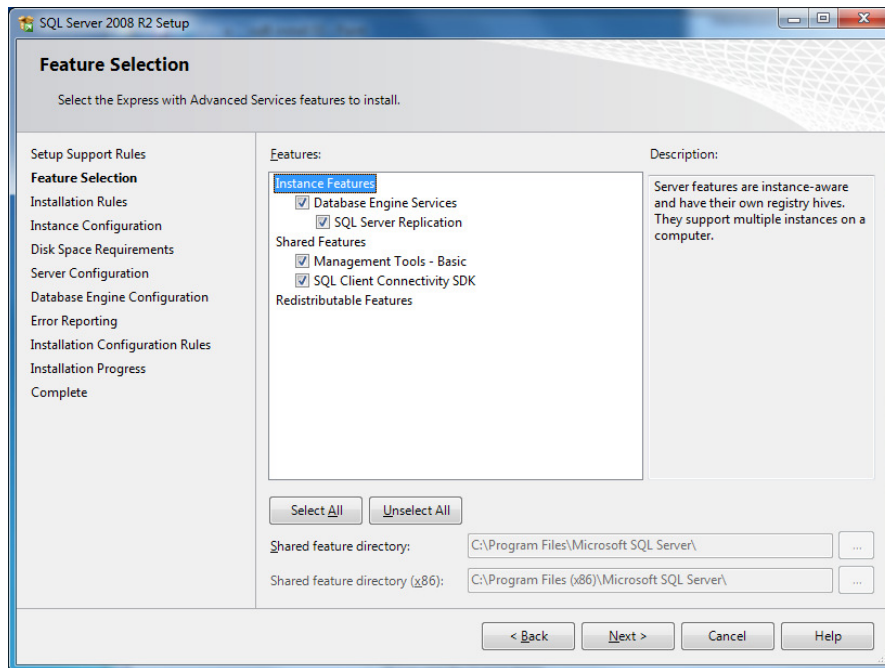 SQL Server 2008 R2 Setup
Feature Selection
Select the Express with Advanced Services features to install.
Setup Support Rules
Feature Selection
Installation Rules
Instance Configuration
Disk Space Requirements
Server Configuration
Database Engine Configuration
Error Reporting
Installation Configuration Rules
Installation Progress
Complete
Features:
Instance Features
Database Engine Services
SQL Server Replication
Shared Features
Management Tools - Basic
SQL Client Connectivity SDK
Redistributable Features
Description:
Server features are instance-aware
and have their own registry hives.
They support multiple instances on a
computer.
Select All
Unselect All
Shared feature directory:
C:\Program Files\Microsoft SQL Server\
...
Shared feature directory (x86):
C:\Program Files (x86)\Microsoft SQL Server\
...
< Back
Next >
Cancel
Help